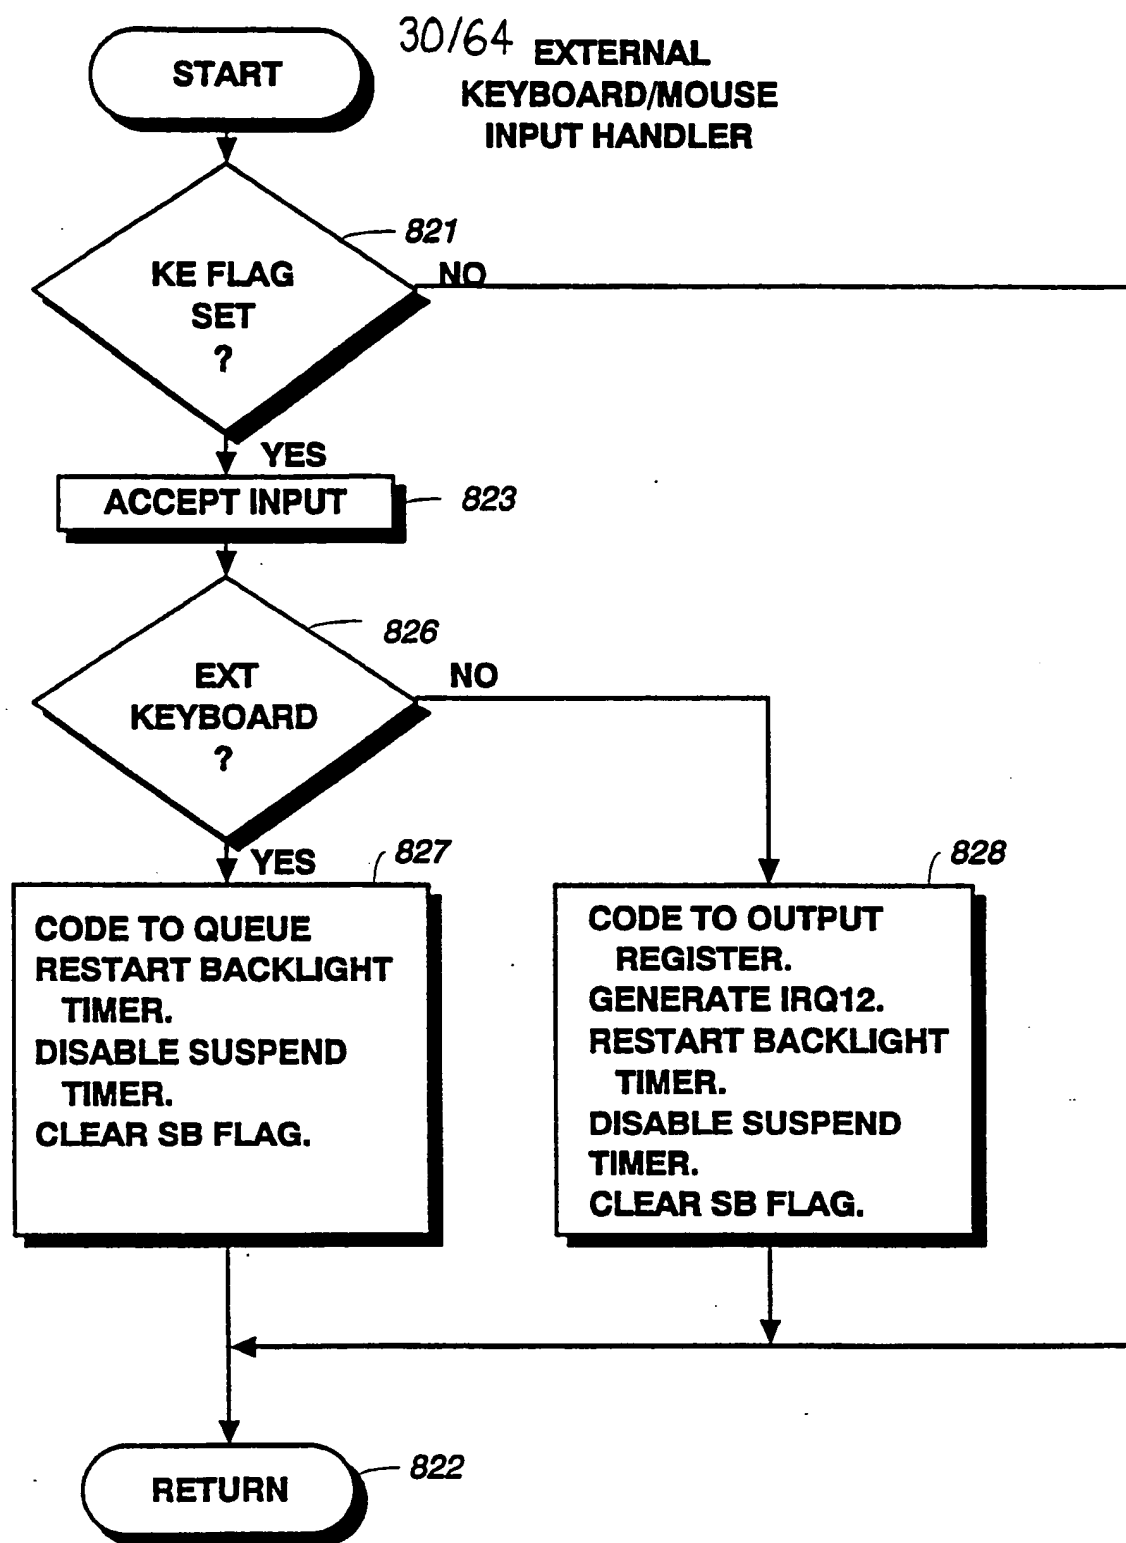 30/64
EXTERNAL
KEYBOARD/MOUSE
INPUT HANDLER
START
821
KE FLAG
SET
?
NO
YES
ACCEPT INPUT
823
826
EXT
KEYBOARD
?
NO
YES
827
CODE TO QUEUE
RESTART BACKLIGHT
TIMER.
DISABLE SUSPEND
TIMER.
CLEAR SB FLAG.
828
CODE TO OUTPUT
REGISTER.
GENERATE IRQ12.
RESTART BACKLIGHT
TIMER.
DISABLE SUSPEND
TIMER.
CLEAR SB FLAG.
RETURN
822